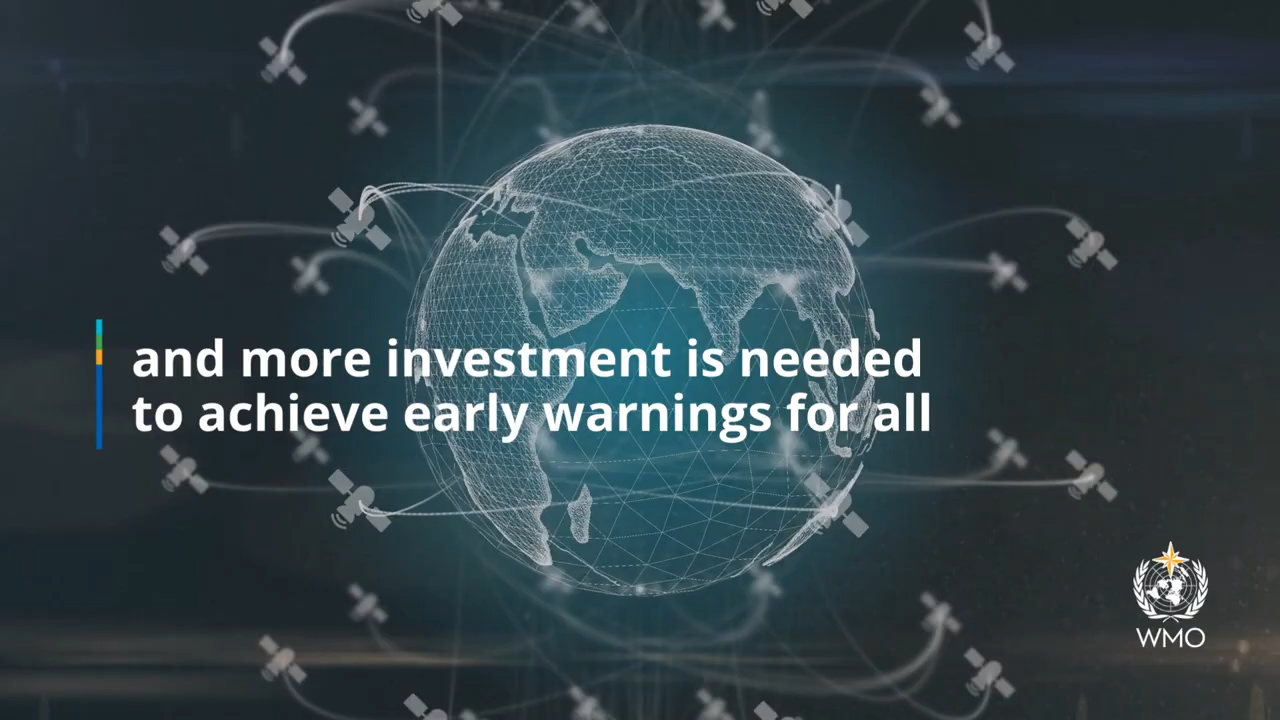 and more investment is needed
to achieve early warnings for all
WMO